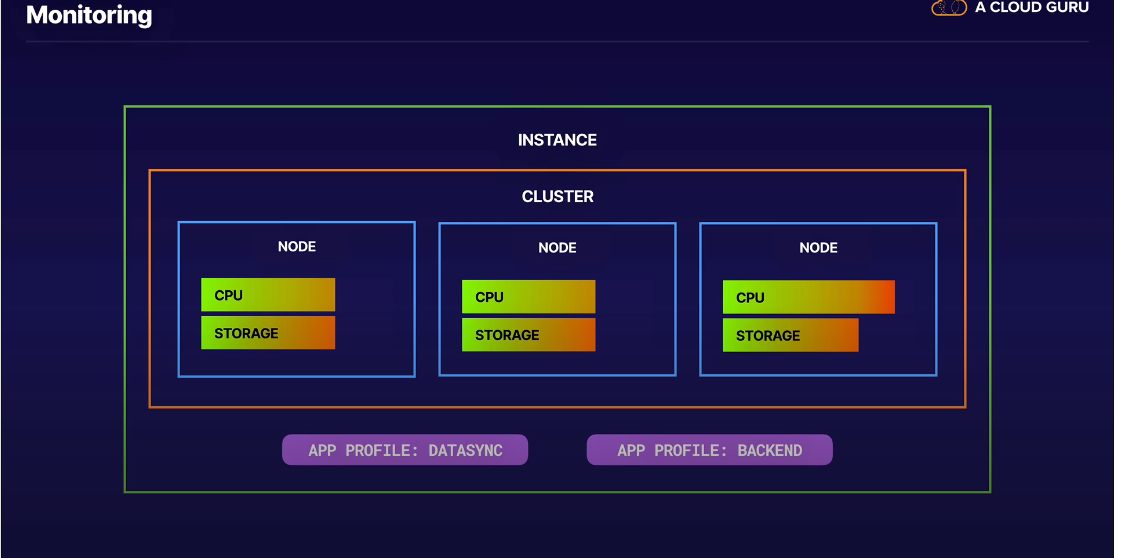 Monitoring
A CLOUD GURU
INSTANCE
CLUSTER
NODE
CPU
STORAGE
NODE
CPU
STORAGE
NODE
CPU
STORAGE
APP PROFILE: DATASYNC
APP PROFILE: BACKEND